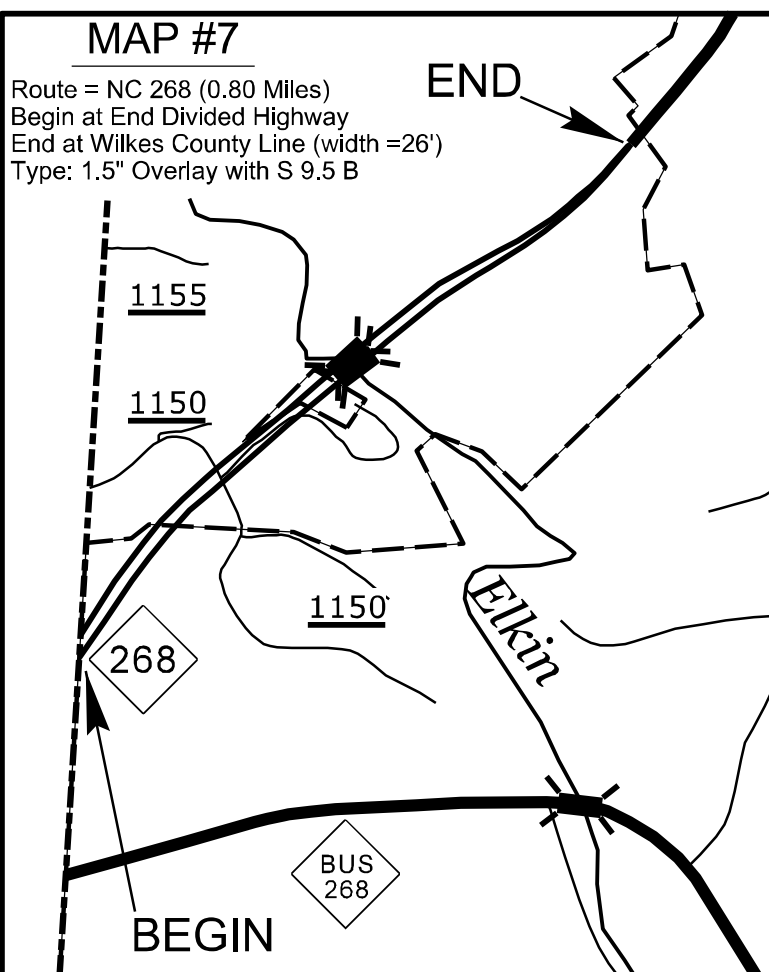 MAP #7
Route = NC 268 (0.80 Miles)
Begin at End Divided Highway
End at Wilkes County Line (width =26')
Type: 1.5" Overlay with S 9.5 B
END
1155
1150
1150
Elkin
268
BUS
268
BEGIN